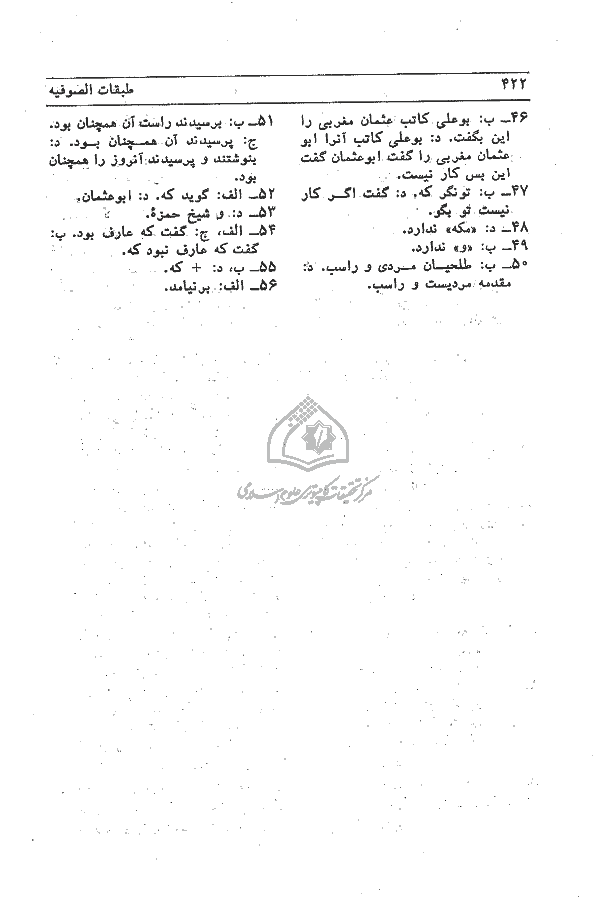 ۴۲۲
طبقات الصوفیه
۴۶ـ ب: بوعلی کاتب عثمان مغربی را
این بگفت. د: بوعلی کاتب آنرا ابو
عثمان مغربی را گفت ابوعثمان گفت
این بس کار نیست.
۴۷ـ ب: تونگر که. د: گفت اگر کار
نیست تو بگو.
۴۸ـ د: «مکه» ندارد.
۴۹ـ ب: «و» ندارد.
۵۰ـ ب: طلحیان مردی و راسب. د:
مقدمه مردیست و راسب.
۵۱ـ ب: پرسیدند راست آن همچنان بود.
ج: پرسیدند آن همچنان بود. د:
بنوشتند و پرسیدند آنروز را همچنان
بود.
۵۲ـ الف: گوید که. د: ابوعثمان.
۵۳ـ د: و شیخ حمزهٔ.
۵۴ـ الف، ج: گفت که عارف بود. ب:
گفت که عارف نبود که.
۵۵ـ ب، د: + که.
۵۶ـ الف: برنیامد.
مرکز تحقیقات کامپیوتری علوم اسلامی